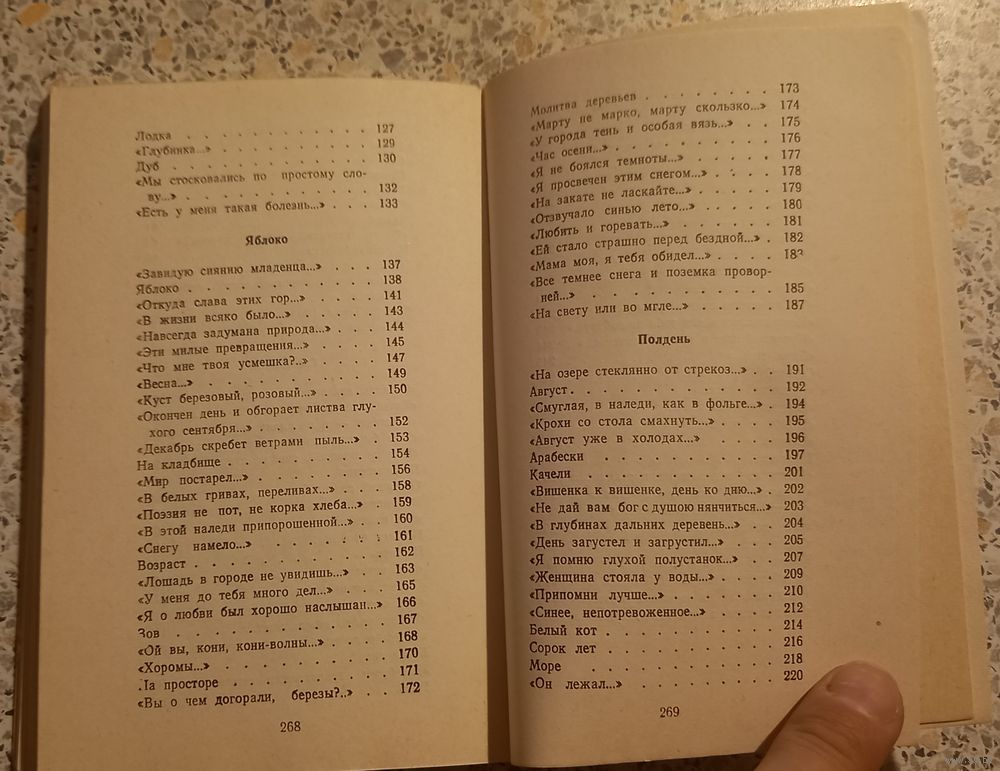 Лодка . . . . . . . . . . . . 127
«Глубинка...» . . . . . . . . . . 129
Дуб . . . . . . . . . . . . 130
«Мы стосковались по простому сло-
ву...» . . . . . . . . . . . 132
«Есть у меня такая болезнь...» . . . 133
Яблоко
«Завидую сиянию младенца...» . . . 137
Яблоко . . . . . . . . . . . 138
«Откуда слава этих гор...» . . . . 141
«В жизни всяко было...» . . . . . 143
«Навсегда задумана природа...» . . . 144
«Эти милые превращения...» . . . . 145
«Что мне твоя усмешка?..» . . . . 147
«Весна...» . . . . . . . . . . 149
«Куст березовый, розовый...» . . . . 150
«Окончен день и обгорает листва глу-
хого сентября...» . . . . . . . 152
«Декабрь скребет ветрами пыль...» . . 153
На кладбище . . . . . . . . . 154
«Мир постарел...» . . . . . . . 156
«В белых гривах, переливах...» . . . 158
«Поэзия не пот, не корка хлеба...» . . 159
«В этой наледи припорошенной...» . . 160
«Снегу намело...» . . . . . . . 161
Возраст . . . . . . . . . . 162
«Лошадь в городе не увидишь...» . . . 163
«У меня до тебя много дел...» . . . 165
«Я о любви был хорошо наслышан...» 166
Зов . . . . . . . . . . . . 167
«Ой вы, кони, кони-волны...» . . . . 168
«Хоромы...» . . . . . . . . . 170
На просторе . . . . . . . . . 171
«Вы о чем догорали, березы?..» . . 172
268
Молитва деревьев . . . . . . . 173
«Марту не марко, марту скользко...» 174
«У города тень и особая вязь...» . . 175
«Час осени...» . . . . . . . . . 176
«Я не боялся темноты...» . . . . . 177
«Я просвечен этим снегом...» . . . . 178
«На закате не ласкайте...» . . . . . 179
«Отзвучало синью лето...» . . . . . 180
«Любить и горевать...» . . . . . . 181
«Ей стало страшно перед бездной...» . 182
«Мама моя, я тебя обидел...» . . . . 183
«Все темнее снега и поземка провор-
ней...» . . . . . . . . . . . 185
«На свету или во мгле...» . . . . . 187
Полдень
«На озере стеклянно от стрекоз...» . . 191
Август . . . . . . . . . . . . 192
«Смуглая, в наледи, как в фольге...» . 194
«Крохи со стола смахнуть...» . . . . 195
«Август уже в холодах...» . . . . 196
Арабески . . . . . . . . . . 197
Качели . . . . . . . . . . . 201
«Вишенка к вишенке, день ко дню...» . 202
«Не дай вам бог с душою нянчиться...» 203
«В глубинах дальних деревень...» . . 204
«День загустел и загрустил...» . . . 205
«Я помню глухой полустанок...» . . 207
«Женщина стояла у воды...» . . . . 209
«Припомни лучше...» . . . . . . 210
«Синее, непотревоженное...» . . . . 212
Белый кот . . . . . . . . . . 214
Сорок лет . . . . . . . . . . 216
Море . . . . . . . . . . . 218
«Он лежал...» . . . . . . . . 220
269